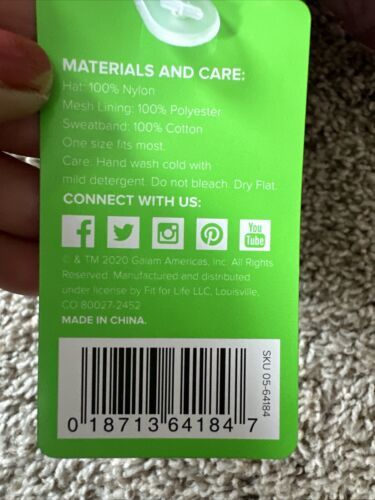 MATERIALS AND CARE:
Hat: 100% Nylon
Mesh Lining: 100% Polyester
Sweatband: 100% Cotton
One size fits most.
Care: Hand wash cold with
mild detergent. Do not bleach. Dry Flat.
CONNECT WITH US:
You
Tube
© & TM 2020 Gaiam Americas, Inc. All Rights
Reserved. Manufactured and distributed
under license by Fit for Life LLC, Louisville,
CO 80027-2452
MADE IN CHINA.
SKU 05-64184
0 18713 64184 7